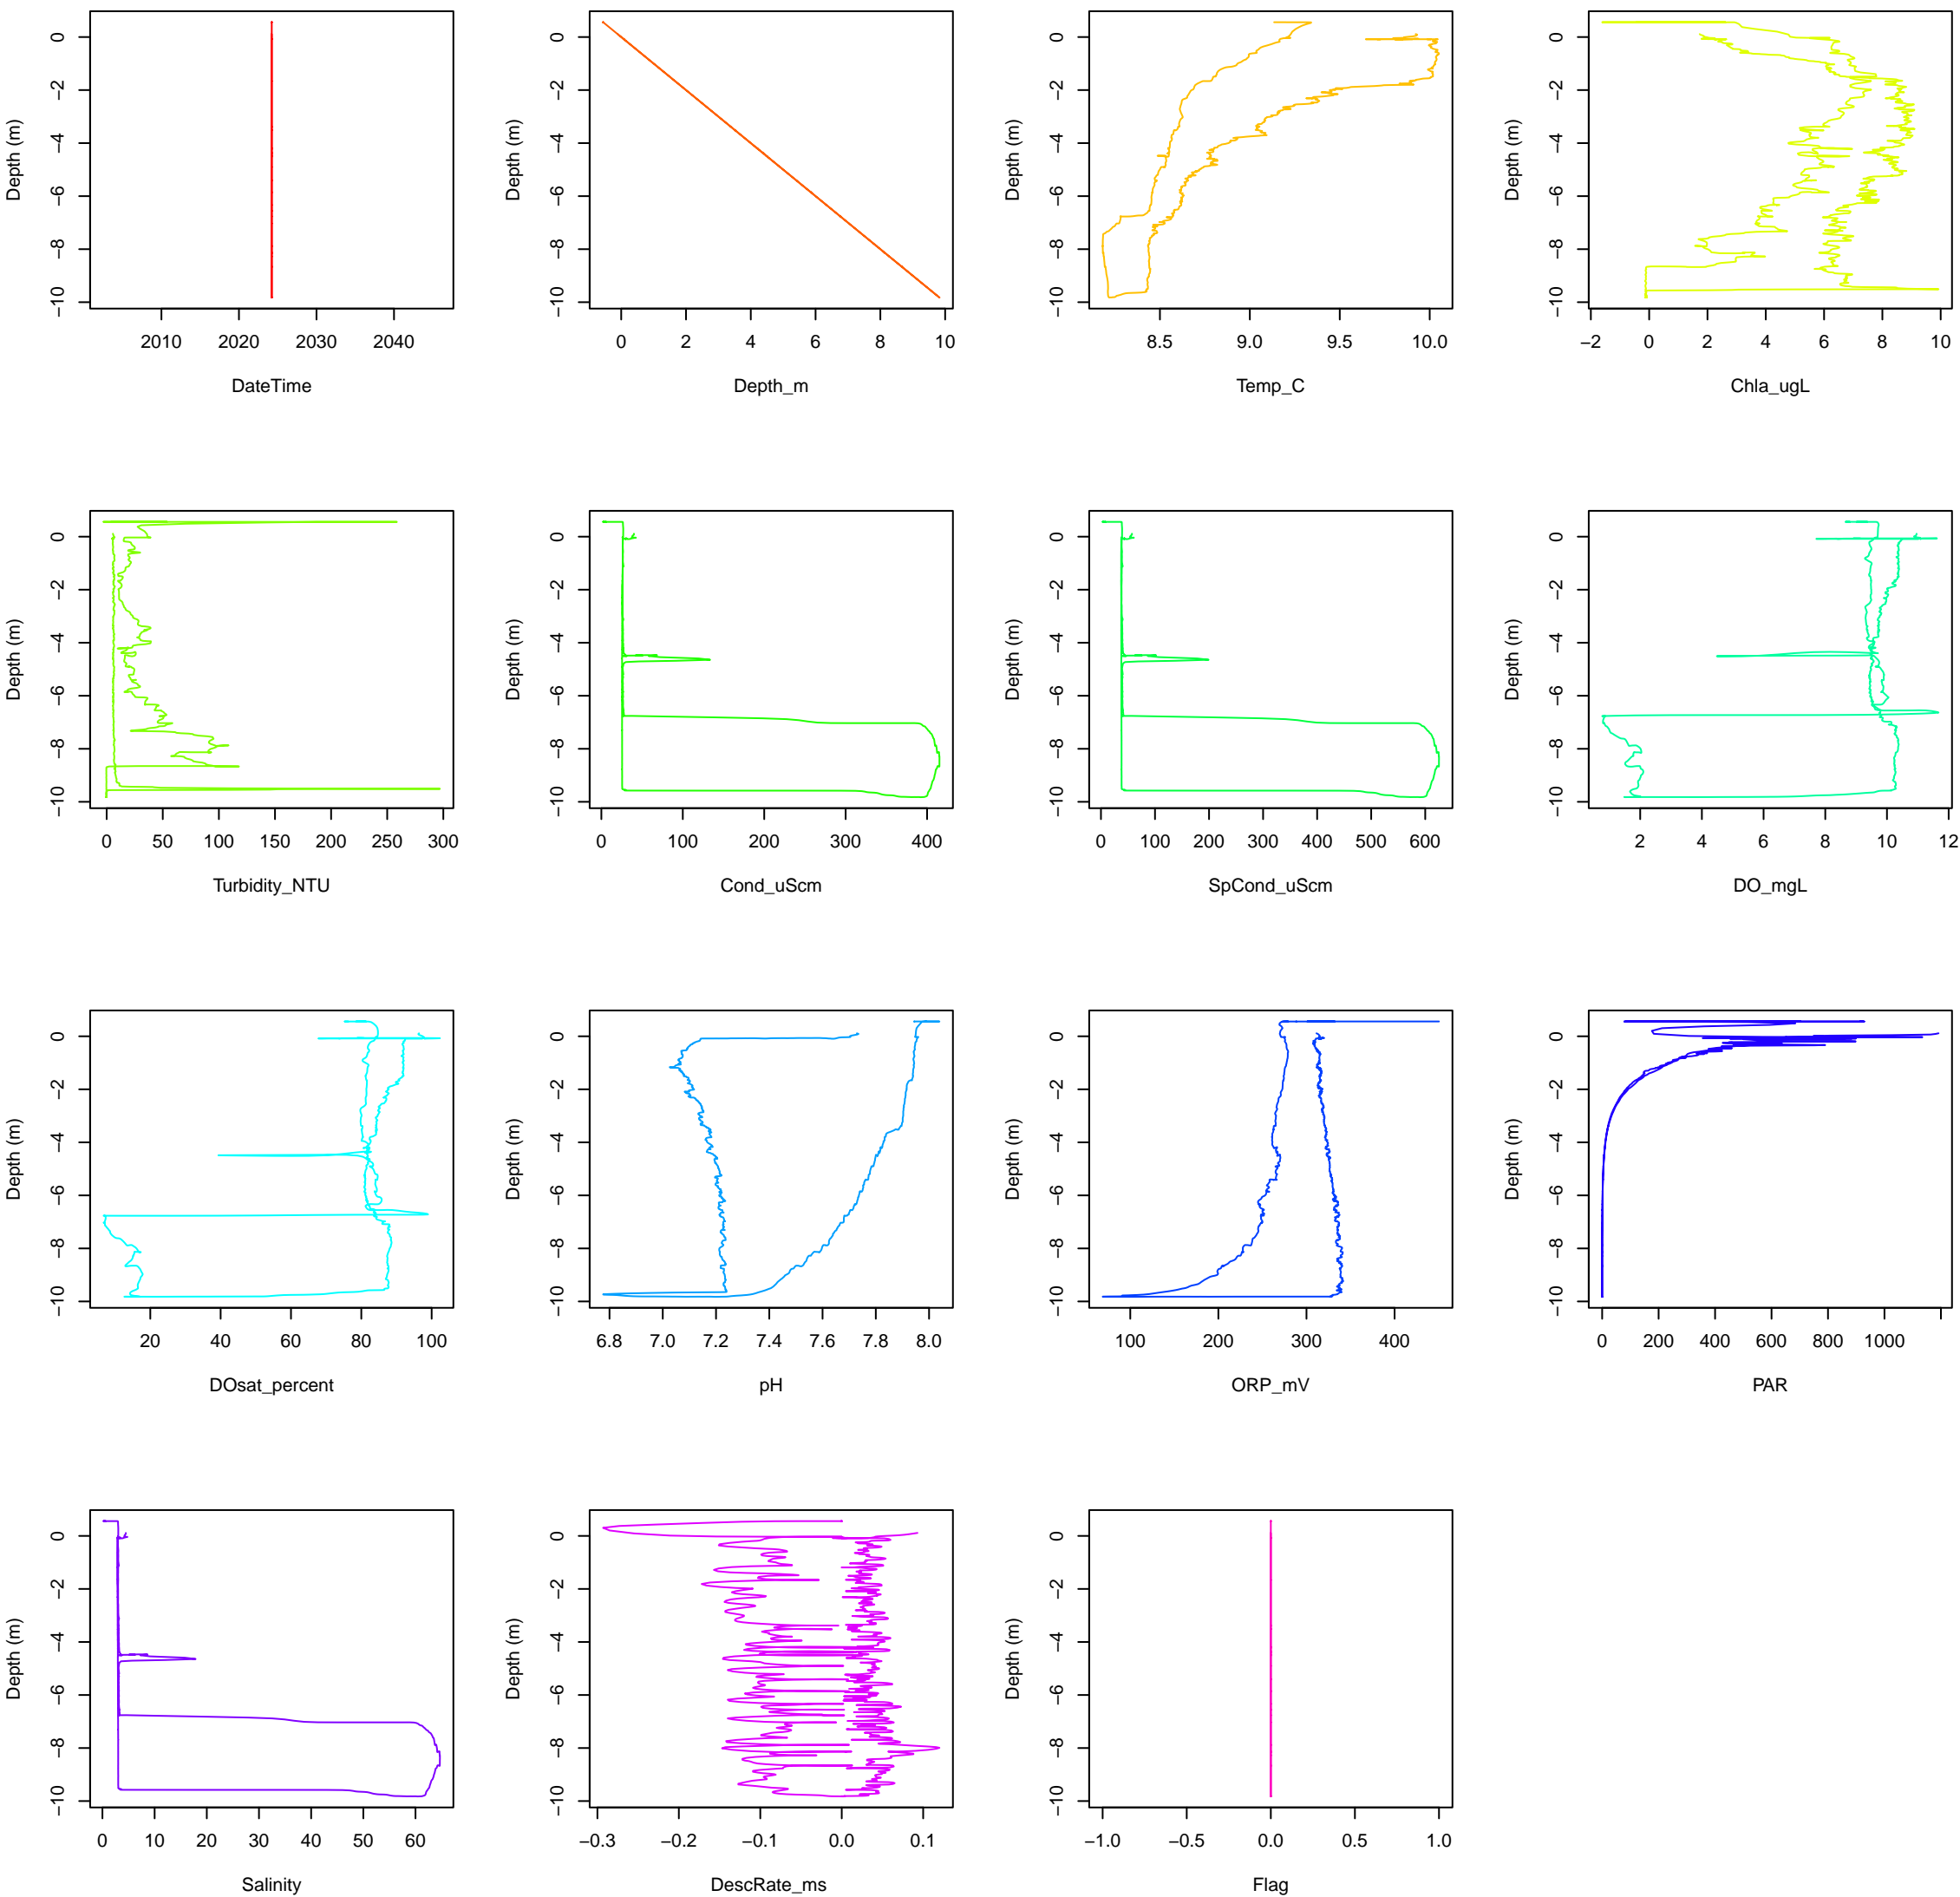 Depth (m)
0
−2
−4
−6
−8
−10
2010 2020 2030 2040
DateTime
Depth (m)
0
−2
−4
−6
−8
−10
0 2 4 6 8 10
Depth_m
Depth (m)
0
−2
−4
−6
−8
−10
8.5 9.0 9.5 10.0
Temp_C
Depth (m)
0
−2
−4
−6
−8
−10
−2 0 2 4 6 8 10
Chla_ugL
Depth (m)
0
−2
−4
−6
−8
−10
0 50 100 150 200 250 300
Turbidity_NTU
Depth (m)
0
−2
−4
−6
−8
−10
0 100 200 300 400
Cond_uScm
Depth (m)
0
−2
−4
−6
−8
−10
0 100 200 300 400 500 600
SpCond_uScm
Depth (m)
0
−2
−4
−6
−8
−10
2 4 6 8 10 12
DO_mgL
Depth (m)
0
−2
−4
−6
−8
−10
20 40 60 80 100
DOsat_percent
Depth (m)
0
−2
−4
−6
−8
−10
6.8 7.0 7.2 7.4 7.6 7.8 8.0
pH
Depth (m)
0
−2
−4
−6
−8
−10
100 200 300 400
ORP_mV
Depth (m)
0
−2
−4
−6
−8
−10
0 200 400 600 800 1000
PAR
Depth (m)
0
−2
−4
−6
−8
−10
0 10 20 30 40 50 60
Salinity
Depth (m)
0
−2
−4
−6
−8
−10
−0.3 −0.2 −0.1 0.0 0.1
DescRate_ms
Depth (m)
0
−2
−4
−6
−8
−10
−1.0 −0.5 0.0 0.5 1.0
Flag